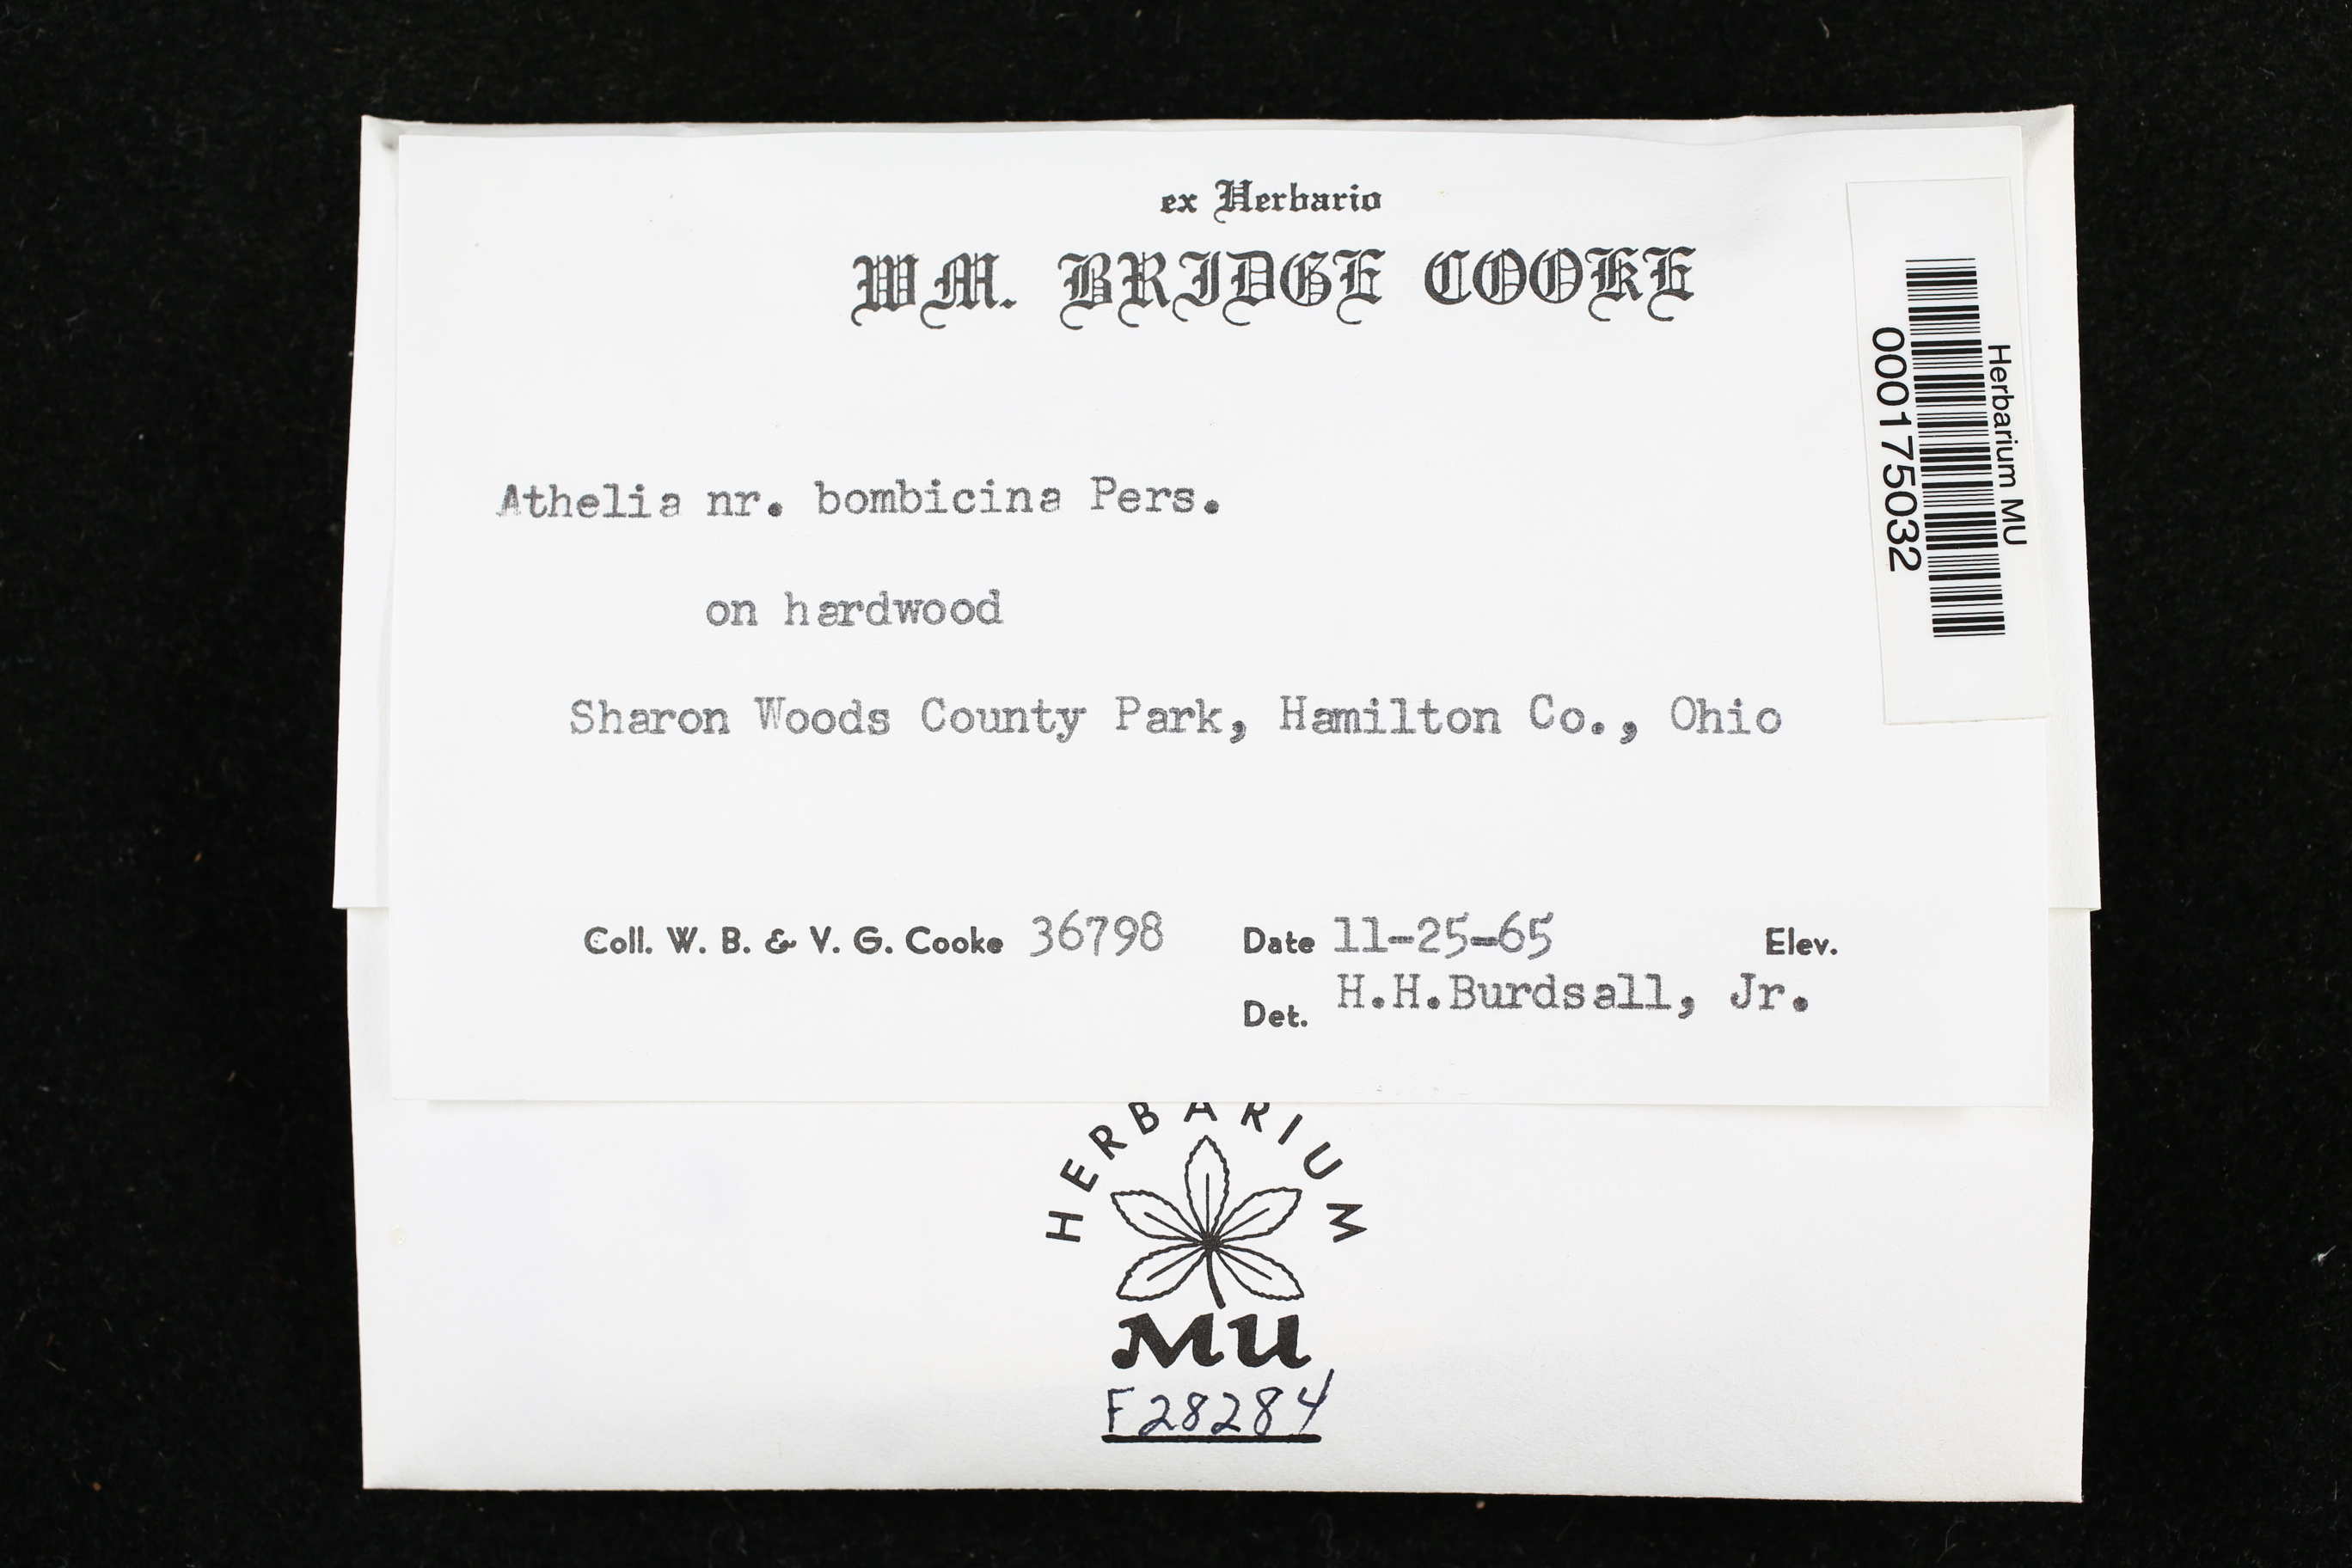 ex Herbario
WM. BRIDGE COOKE
Herbarium MU
000175032
Athelia nr. bombicina Pers.
on hardwood
Sharon Woods County Park, Hamilton Co., Ohio
Coll. W. B. & V. G. Cooke 36798 Date 11-25-65 Elev.
Det. H.H.Burdsall, Jr.
HERBARIUM
MU
F28284